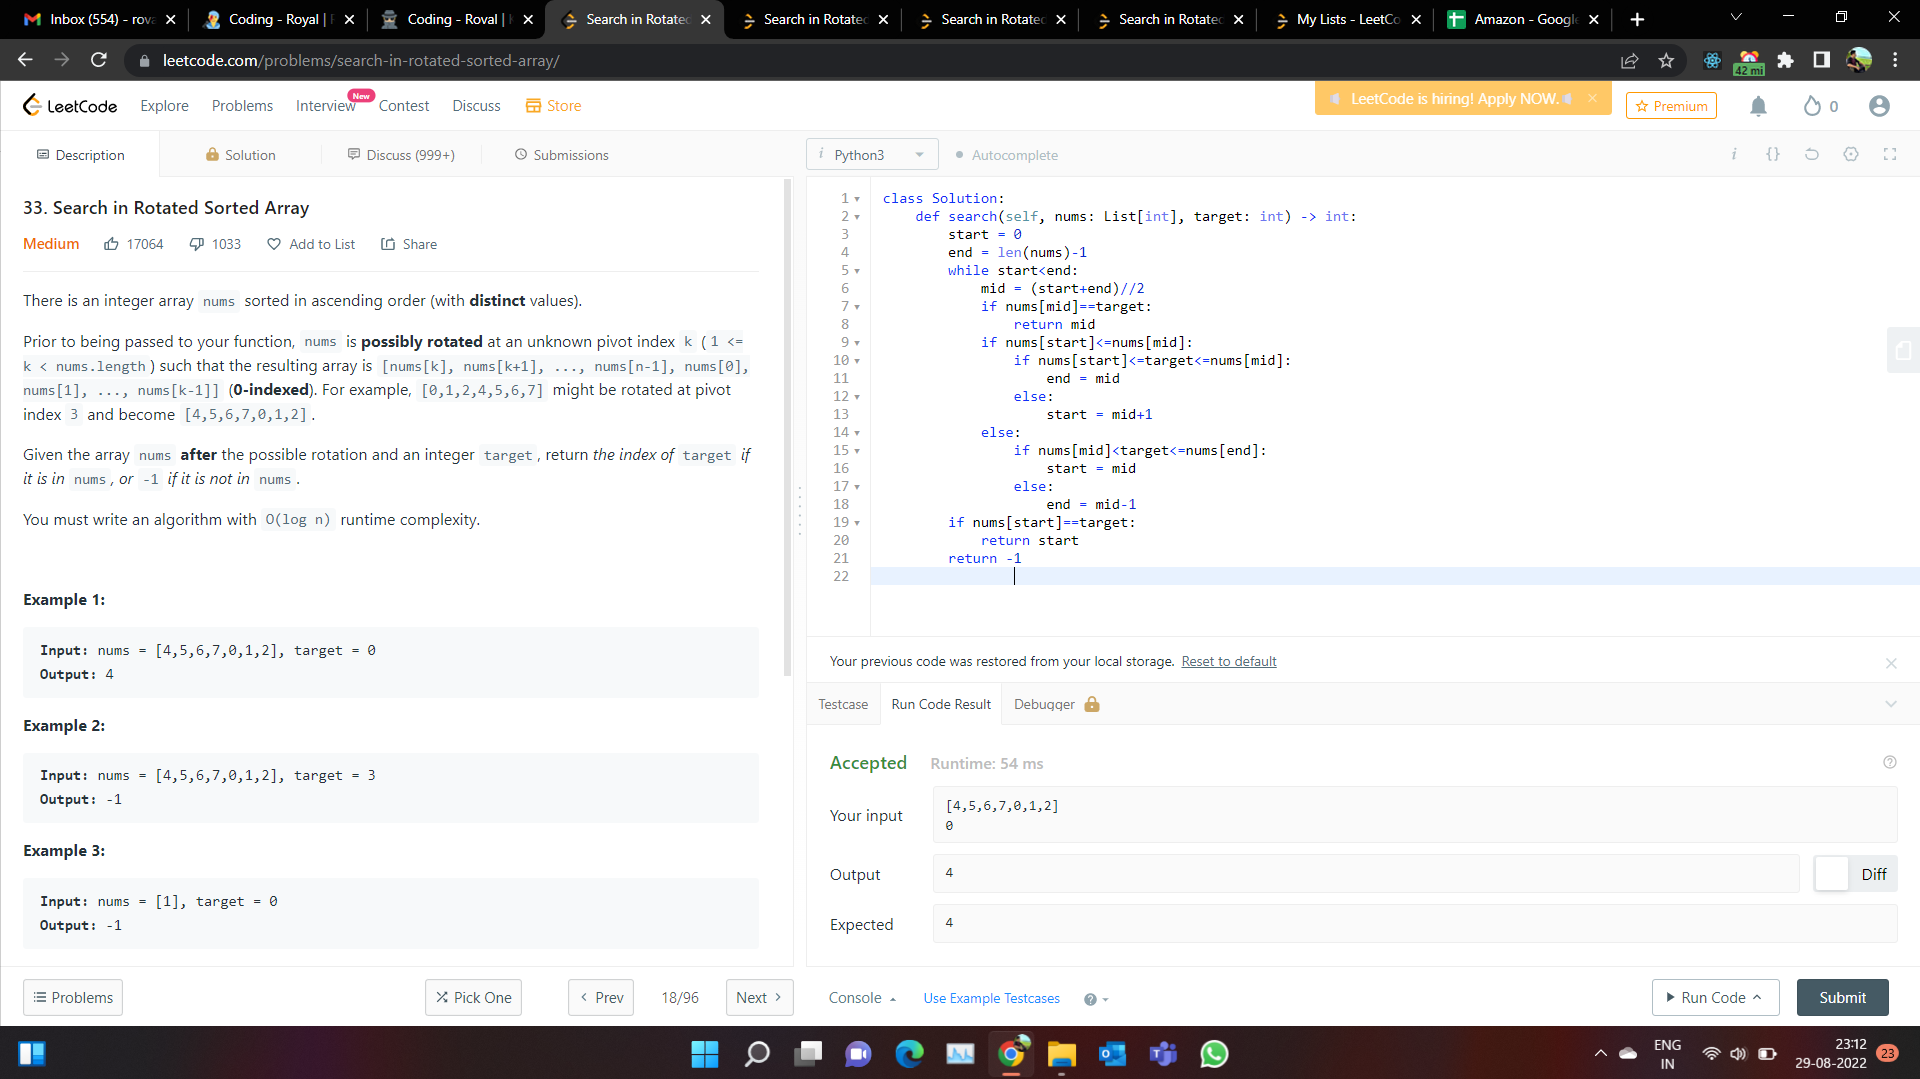 Inbox (554) - rova
Coding - Royal |
Coding - Roval |
Search in Rotated
Search in Rotated
Search in Rotated
Search in Rotated
My Lists - LeetCo
Amazon - Google
leetcode.com/problems/search-in-rotated-sorted-array/
42 mi
LeetCode
Explore
Problems
Interview
New
Contest
Discuss
Store
LeetCode is hiring! Apply NOW.
Premium
0
Description
Solution
Discuss (999+)
Submissions
i Python3
Autocomplete
i {}
33. Search in Rotated Sorted Array
Medium 17064 1033 Add to List Share
There is an integer array nums sorted in ascending order (with distinct values).
Prior to being passed to your function, nums is possibly rotated at an unknown pivot index k (1 <=
k < nums.length) such that the resulting array is [nums[k], nums[k+1], ..., nums[n-1], nums[0],
nums[1], ..., nums[k-1]] (0-indexed). For example, [0,1,2,4,5,6,7] might be rotated at pivot
index 3 and become [4,5,6,7,0,1,2].
Given the array nums after the possible rotation and an integer target, return the index of target if
it is in nums, or -1 if it is not in nums.
You must write an algorithm with O(log n) runtime complexity.
Example 1:
Input: nums = [4,5,6,7,0,1,2], target = 0
Output: 4
Example 2:
Input: nums = [4,5,6,7,0,1,2], target = 3
Output: -1
Example 3:
Input: nums = [1], target = 0
Output: -1
Problems
Pick One
Prev
18/96
Next
1 class Solution:
2 def search(self, nums: List[int], target: int) -> int:
3 start = 0
4 end = len(nums)-1
5 while start<end:
6 mid = (start+end)//2
7 if nums[mid]==target:
8 return mid
9 if nums[start]<=nums[mid]:
10 if nums[start]<=target<=nums[mid]:
11 end = mid
12 else:
13 start = mid+1
14 else:
15 if nums[mid]<target<=nums[end]:
16 start = mid
17 else:
18 end = mid-1
19 if nums[start]==target:
20 return start
21 return -1
22
Your previous code was restored from your local storage. Reset to default
Testcase
Run Code Result
Debugger
Accepted Runtime: 54 ms
Your input
[4,5,6,7,0,1,2]
0
Output
4
Diff
Expected
4
Console
Use Example Testcases
Run Code
Submit
ENG
IN
23:12
29-08-2022
23